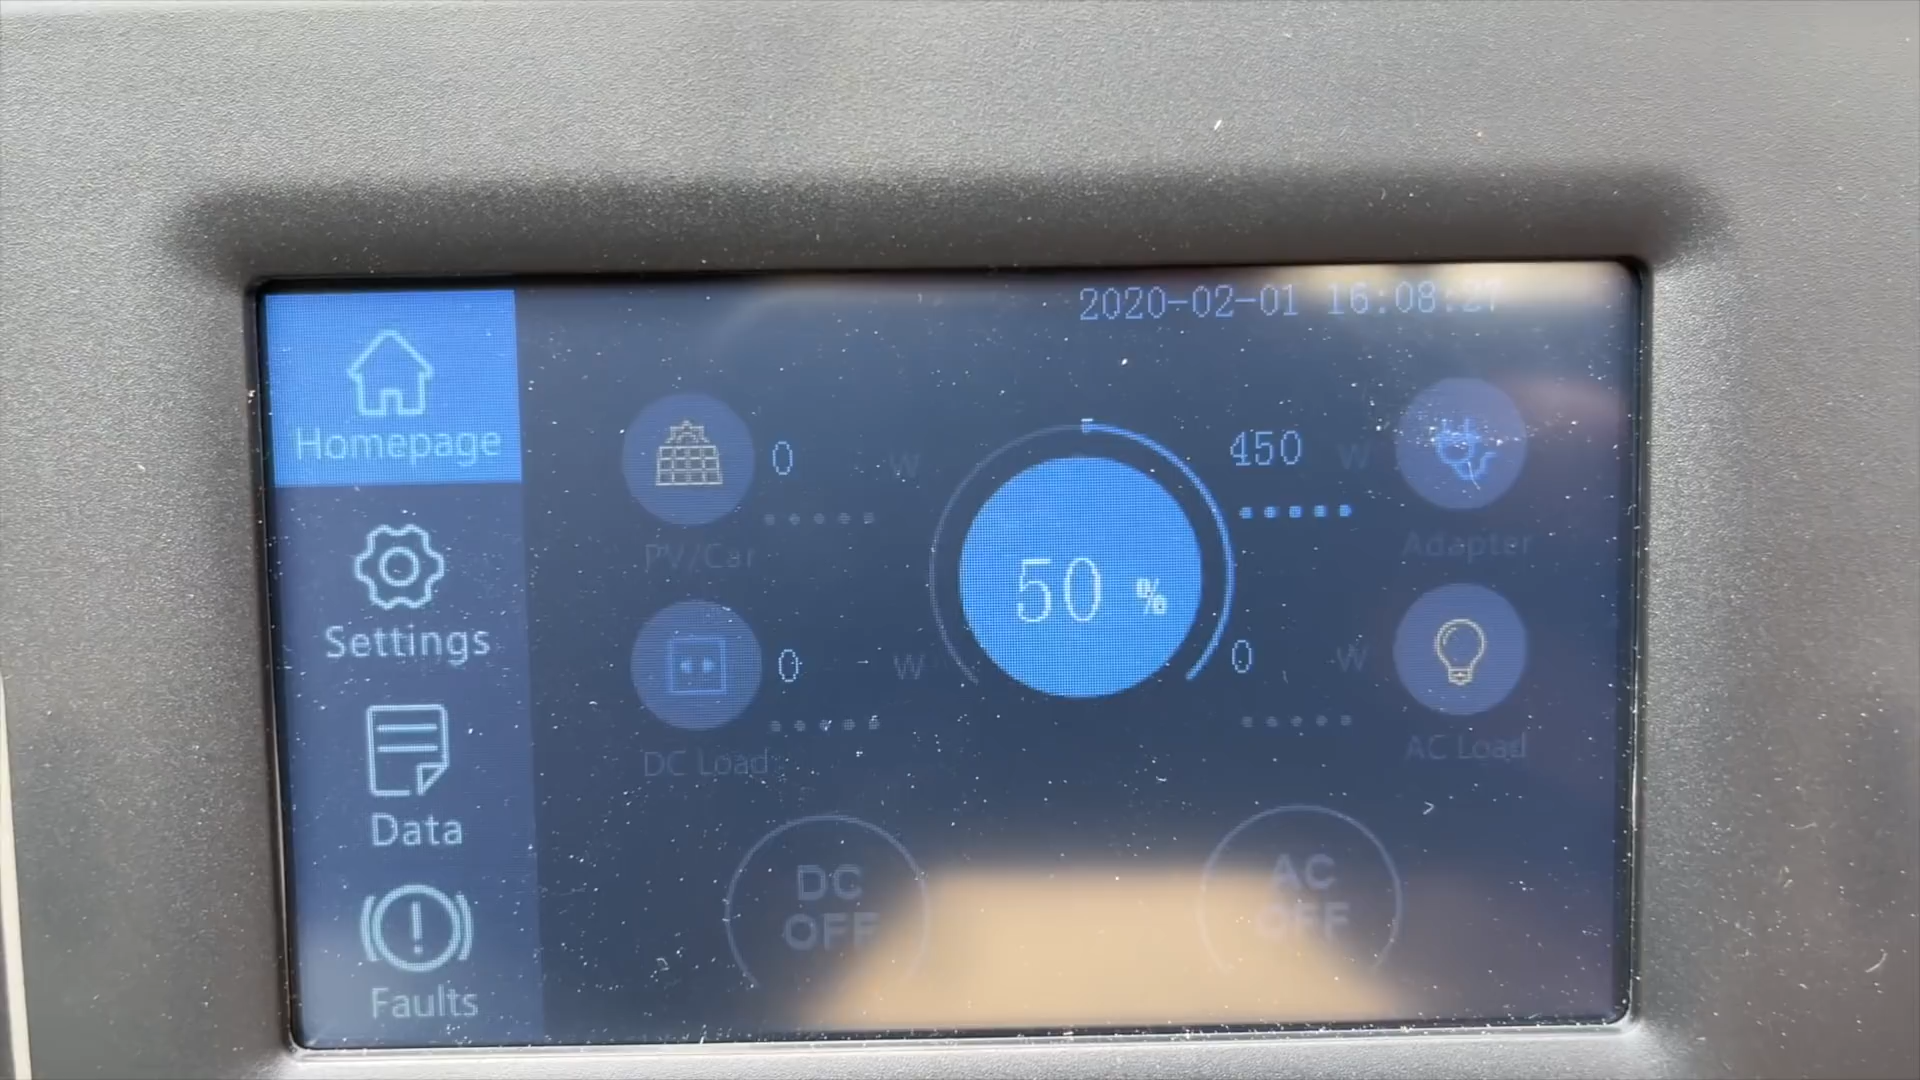 2020-02-01 16:08:27
Homepage
0 W
450 W
PV/Car
Adapter
50 %
Settings
0 W
0 W
DC Load
AC Load
Data
DC OFF
AC OFF
Faults